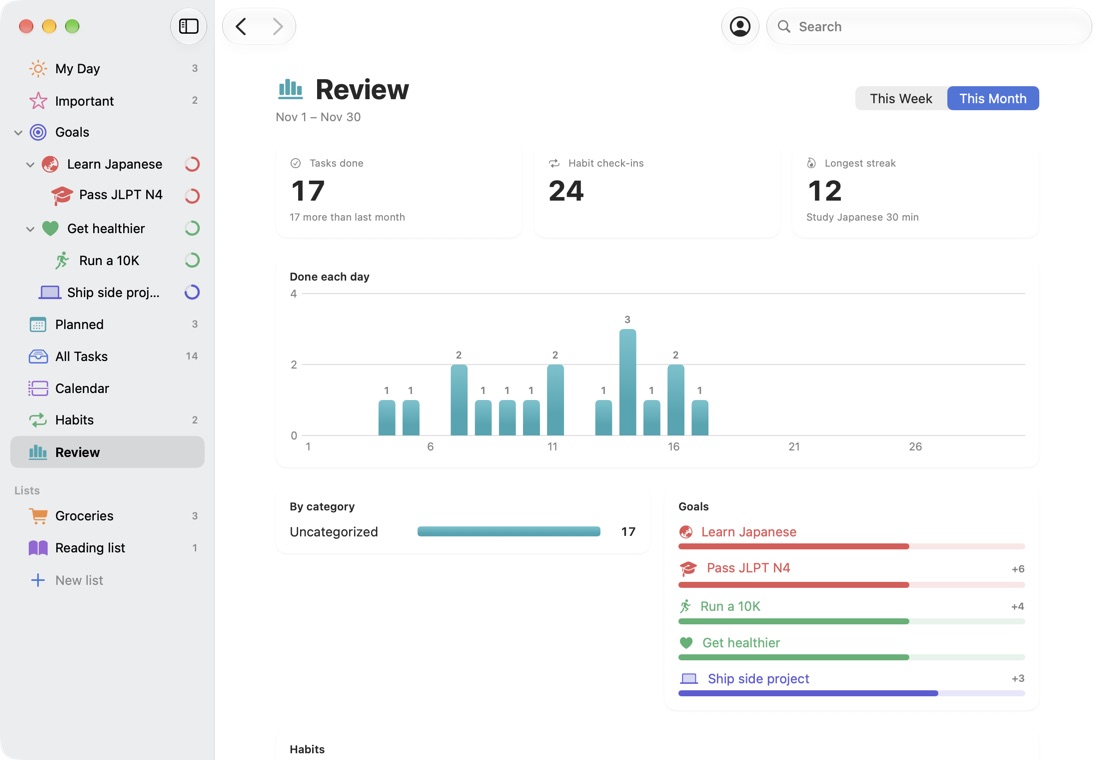 Search
My Day 3
Important 2
Goals
Learn Japanese
Pass JLPT N4
Get healthier
Run a 10K
Ship side proj...
Planned 3
All Tasks 14
Calendar
Habits 2
Review
Lists
Groceries 3
Reading list 1
New list
Review
Nov 1 – Nov 30
This Week
This Month
Tasks done
17
17 more than last month
Habit check-ins
24
Longest streak
12
Study Japanese 30 min
Done each day
4
2
0
1 1 2 1 1 1 2 1 3 1 2 1
1 6 11 16 21 26
By category
Uncategorized 17
Goals
Learn Japanese
Pass JLPT N4 +6
Run a 10K +4
Get healthier
Ship side project +3
Habits